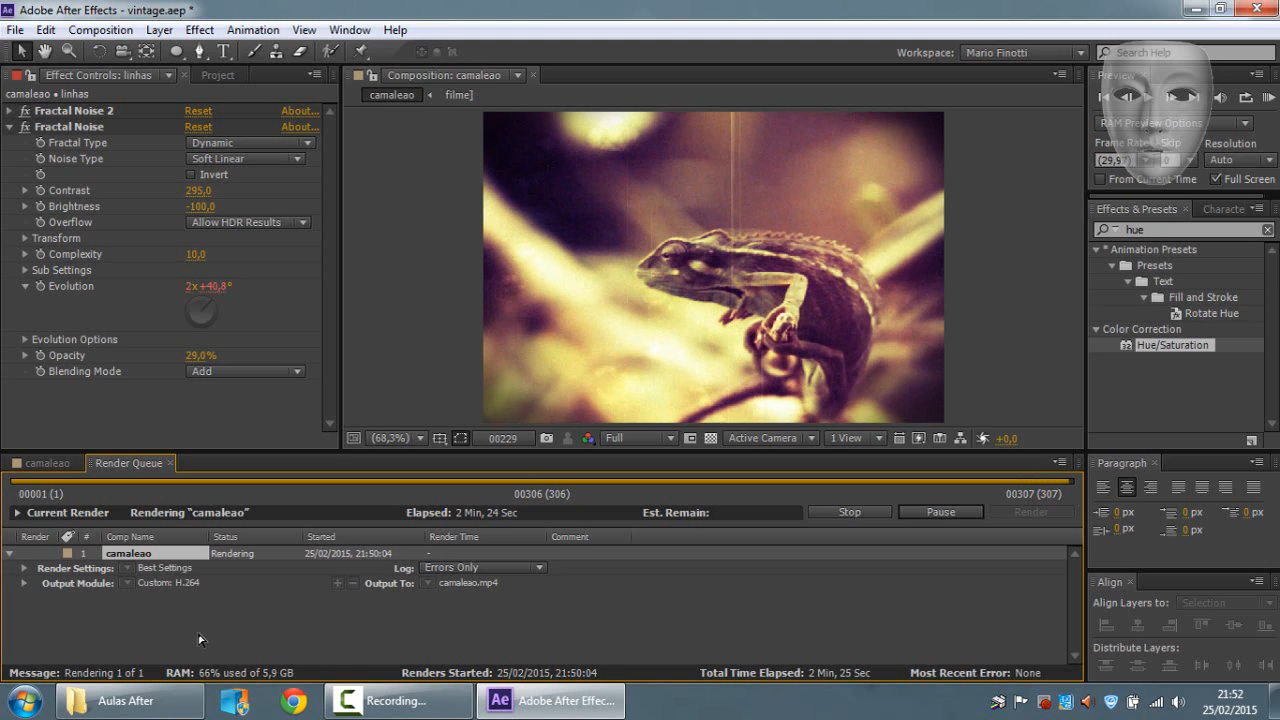 Adobe After Effects - vintage.aep *
File Edit Composition Layer Effect Animation View Window Help
Workspace: Mario Finotti Search Help
Effect Controls: linhas Project
camaleao • linhas
Fractal Noise 2 Reset About...
Fractal Noise Reset About...
Fractal Type Dynamic
Noise Type Soft Linear
Invert
Contrast 295,0
Brightness -100,0
Overflow Allow HDR Results
Transform
Complexity 10,0
Sub Settings
Evolution 2x+40,8°
Evolution Options
Opacity 29,0%
Blending Mode Add
Composition: camaleao
camaleao filme]
(68,3%) 00229 Full Active Camera 1 View +0,0
Preview
RAM Preview Options
Frame Rate Skip Resolution
(29,97) 0 Auto
From Current Time Full Screen
Effects & Presets Characte
hue
* Animation Presets
Presets
Text
Fill and Stroke
Rotate Hue
Color Correction
32 Hue/Saturation
camaleao Render Queue
00001 (1) 00306 (306) 00307 (307)
Current Render Rendering "camaleao" Elapsed: 2 Min, 24 Sec Est. Remain: Stop Pause Render
Render # Comp Name Status Started Render Time Comment
1 camaleao Rendering 25/02/2015, 21:50:04 -
Render Settings: Best Settings Log: Errors Only
Output Module: Custom: H.264 + − Output To: camaleao.mp4
Message: Rendering 1 of 1 RAM: 66% used of 5,9 GB Renders Started: 25/02/2015, 21:50:04 Total Time Elapsed: 2 Min, 25 Sec Most Recent Error: None
Paragraph
0 px 0 px 0 px
0 px 0 px
Align
Align Layers to: Selection
Distribute Layers:
Aulas After Recording... Ae Adobe After Effec...
21:52
25/02/2015